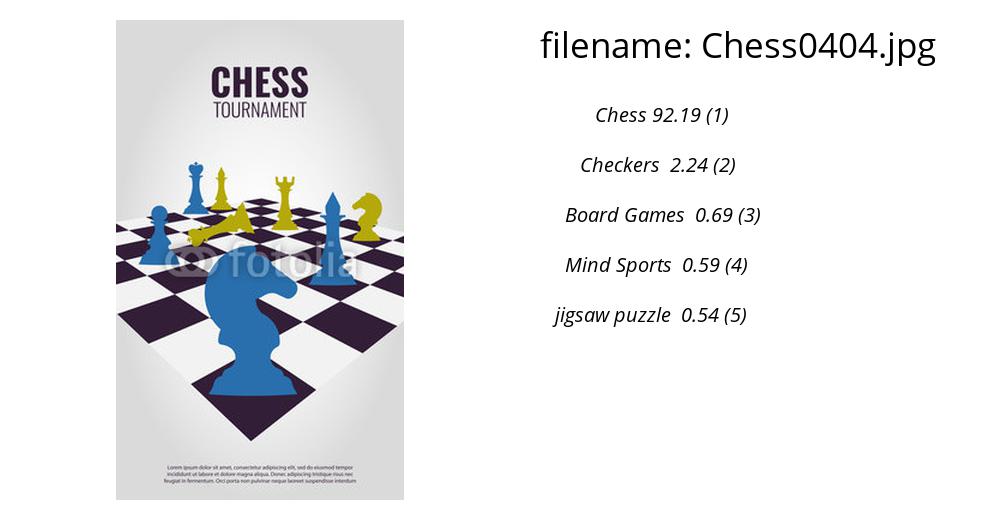 filename: Chess0404.jpg
CHESS
TOURNAMENT
Chess 92.19 (1)
Checkers 2.24 (2)
Board Games 0.69 (3)
Mind Sports 0.59 (4)
jigsaw puzzle 0.54 (5)
fotolia
Lorem ipsum dolor sit amet, consectetur adipiscing elit, sed do eiusmod tempor
incididunt ut labore et dolore magna aliqua. Donec adipiscing tristique risus nec
feugiat in fermentum. Orci porta non pulvinar neque laoreet suspendisse interdum